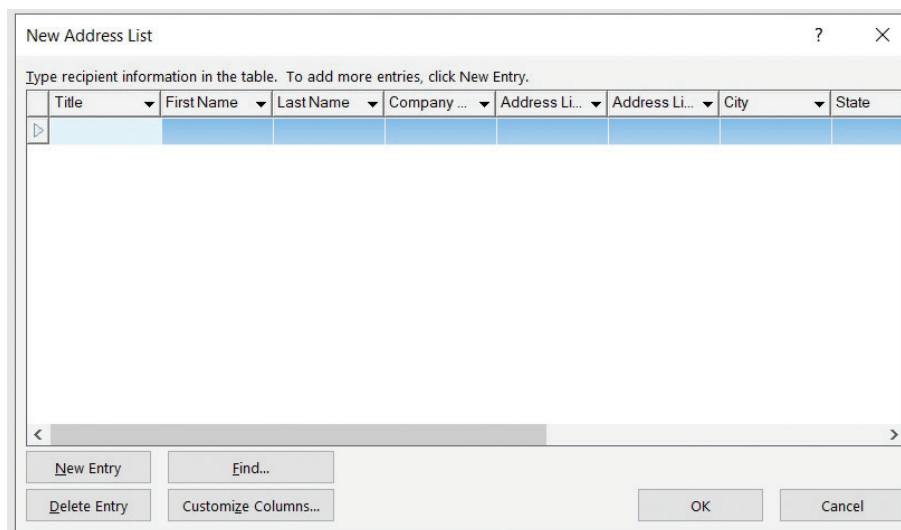 New Address List ? X
Type recipient information in the table. To add more entries, click New Entry.
Title First Name Last Name Company ... Address Li... Address Li... City State
New Entry Find...
Delete Entry Customize Columns... OK Cancel